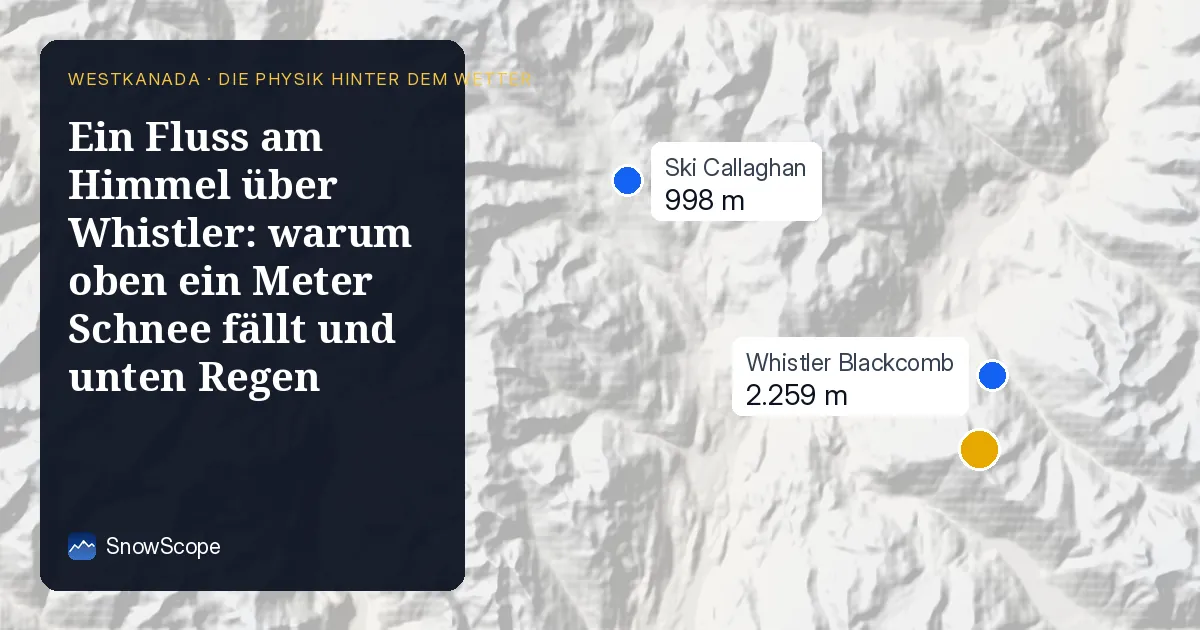 WESTKANADA · DIE PHYSIK HINTER DEM WETTER
Ein Fluss am
Himmel über
Whistler: warum
oben ein Meter
Schnee fällt und
unten Regen
SnowScope
Ski Callaghan
998 m
Whistler Blackcomb
2.259 m